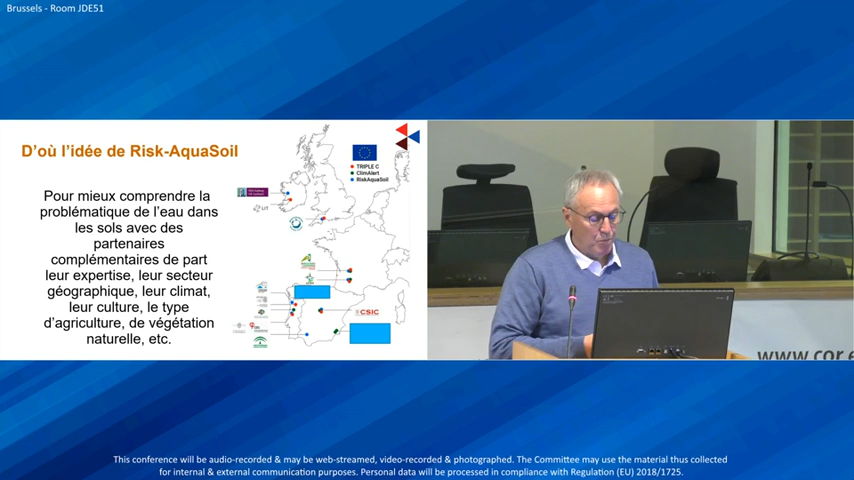 Brussels - Room JDE51
D'où l'idée de Risk-AquaSoil
Pour mieux comprendre la
problématique de l'eau dans
les sols avec des
partenaires
complémentaires de part
leur expertise, leur secteur
géographique, leur climat,
leur culture, le type
d'agriculture, de végétation
naturelle, etc.
TRIPLE C
ClimAlert
RiskAquaSoil
LIT
CSIC
www.cor.e
This conference will be audio-recorded & may be web-streamed, video-recorded & photographed. The Committee may use the material thus collected
for internal & external communication purposes. Personal data will be processed in compliance with Regulation (EU) 2018/1725.